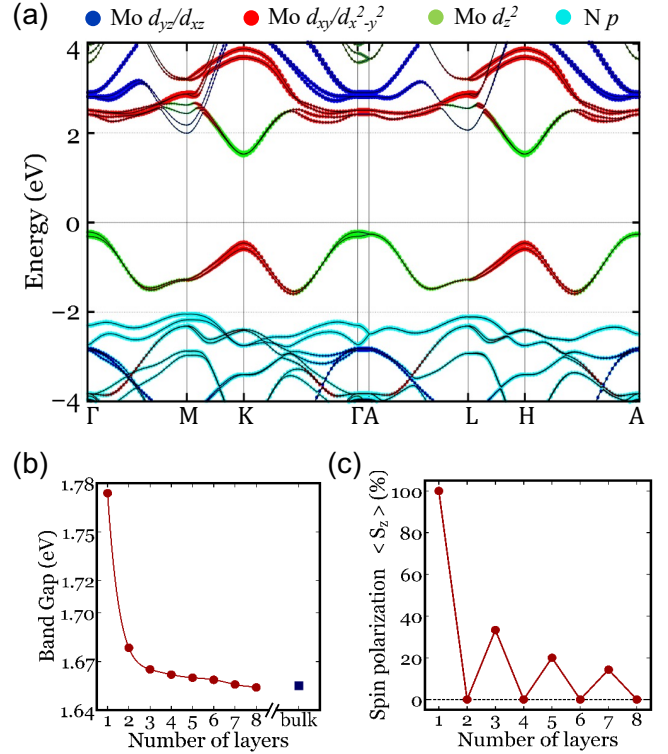 (a) Mo d_yz/d_xz Mo d_xy/d_x²-y² Mo d_z² N p
Energy (eV)
4
2
0
−2
−4
Γ M K ΓA L H A
(b)
Band Gap (eV)
1.78
1.75
1.72
1.70
1.67
1.64
1 2 3 4 5 6 7 8 bulk
Number of layers
(c)
Spin polarization < S_z > (%)
100
80
60
40
20
0
1 2 3 4 5 6 7 8
Number of layers